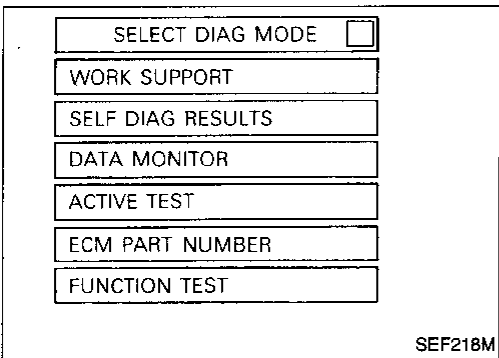 SELECT DIAG MODE
WORK SUPPORT
SELF DIAG RESULTS
DATA MONITOR
ACTIVE TEST
ECM PART NUMBER
FUNCTION TEST
SEF218M